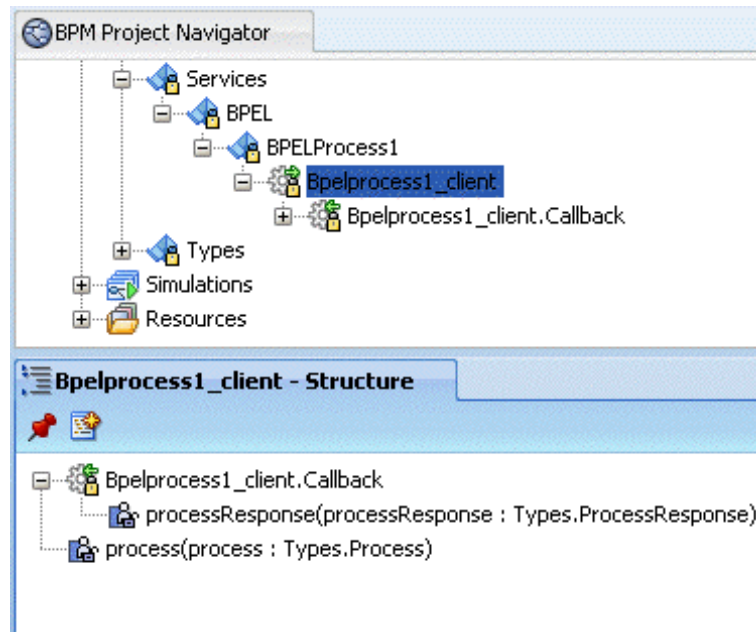 BPM Project Navigator
Services
BPEL
BPELProcess1
Bpelprocess1_client
Bpelprocess1_client.Callback
Types
Simulations
Resources
Bpelprocess1_client - Structure
Bpelprocess1_client.Callback
processResponse(processResponse : Types.ProcessResponse)
process(process : Types.Process)